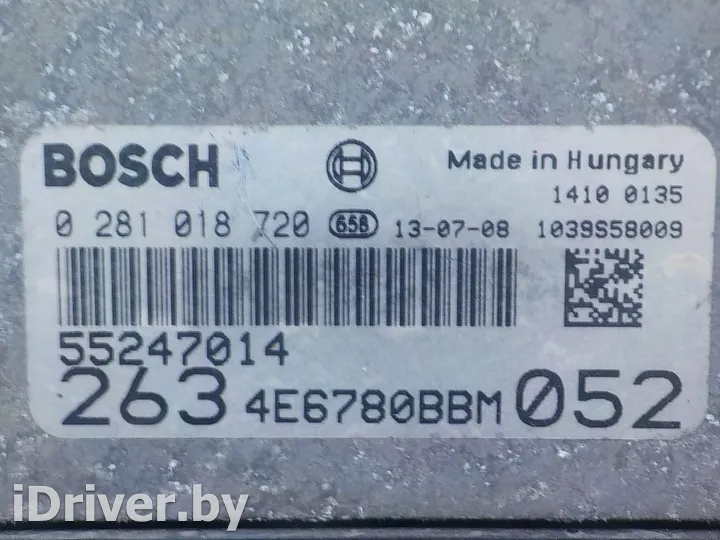 BOSCH
Made in Hungary
1410 0135
0 281 018 720 658 13-07-08 1039S58009
55247014
263 4E6780BBM 052
iDriver.by